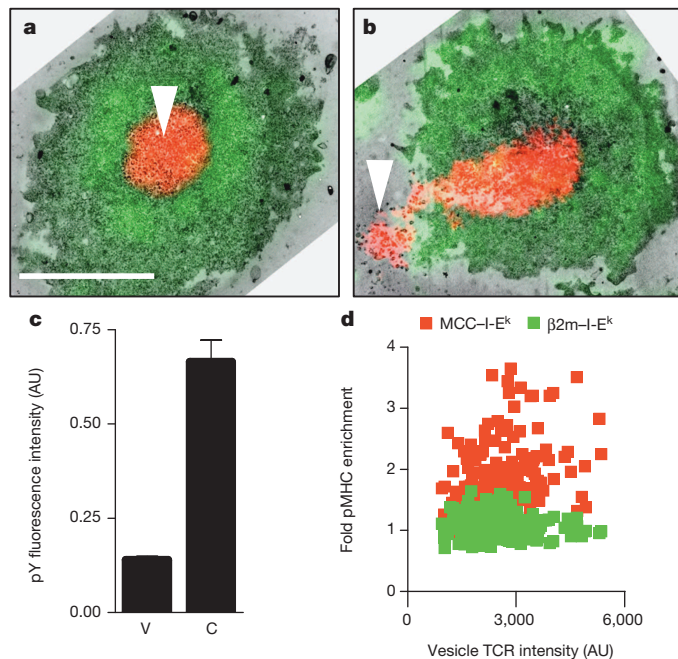 a
b
c
d
MCC–I-Eᵏ β2m–I-Eᵏ
pY fluorescence intensity (AU)
0.75
0.50
0.25
0.00
V C
Fold pMHC enrichment
4
3
2
1
0
0 3,000 6,000
Vesicle TCR intensity (AU)